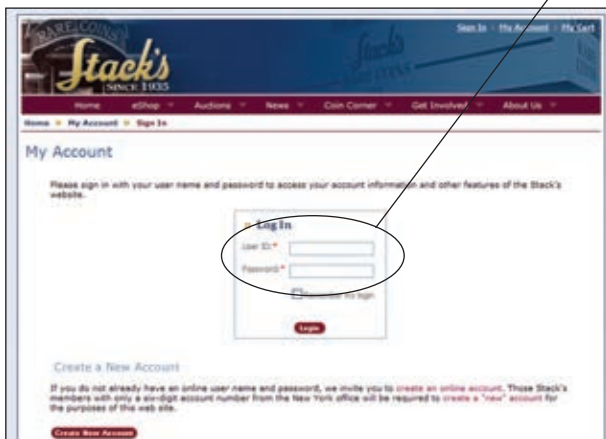 RARE COINS
Stack's
SINCE 1935
Sign In | My Account | My Cart
Home eShop Auctions News Coin Corner Get Involved About Us
Home My Account Sign In
My Account
Please sign in with your user name and password to access your account information and other features of the Stack's
website.
Log In
User ID:*
Password:*
Remember my login
Login
Create a New Account
If you do not already have an online user name and password, we invite you to create an online account. Those Stack's
members with only a six-digit account number from the New York office will be required to create a "new" account for
the purposes of this web site.
Create New Account